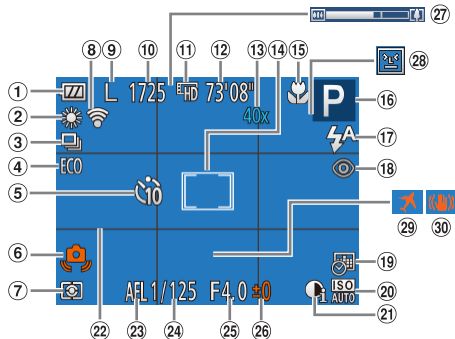 27
8 9 10 11 12 13 14 15
28
1 L 1725 HD 73'08" P 16
2 40x
3 A 17
4 ECO 18
5 10
29 30
6 19
7 AFL 1/125 F4.0 ±0 i ISO AUTO 20
22 23 24 25 26 21